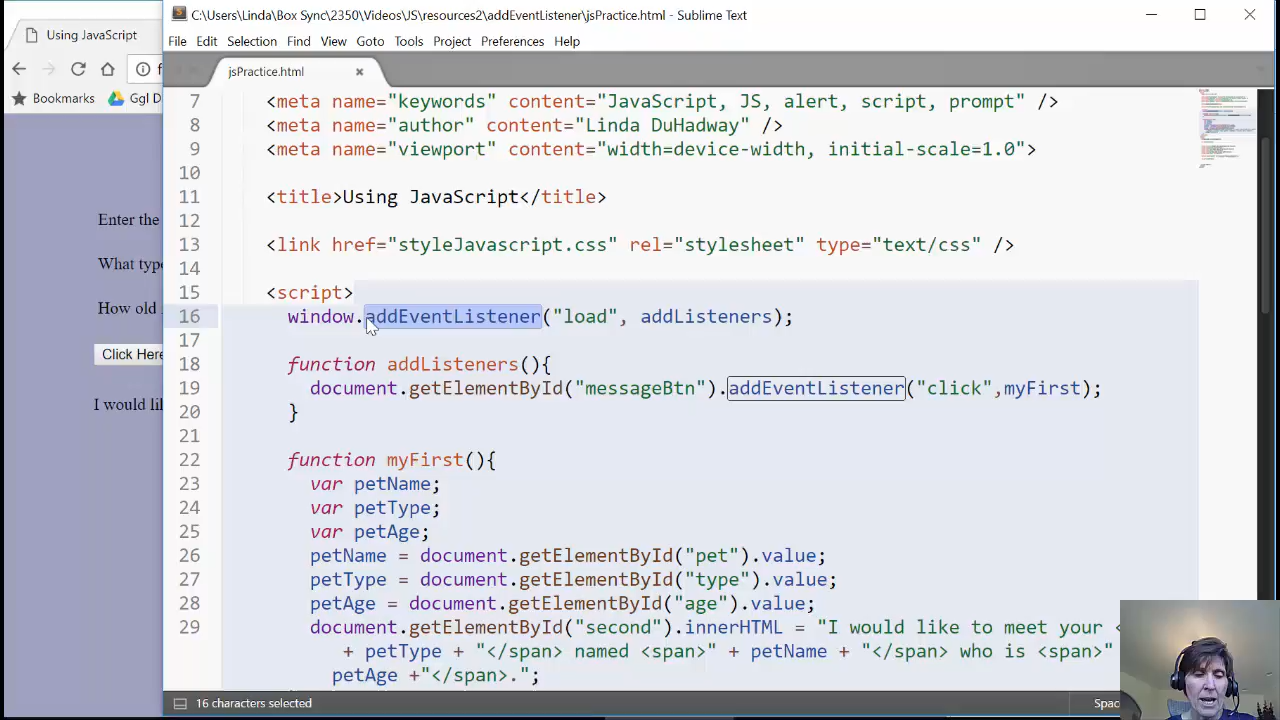 C:\Users\Linda\Box Sync\2350\Videos\JS\resources2\addEventListener\jsPractice.html - Sublime Text
Using JavaScript
File Edit Selection Find View Goto Tools Project Preferences Help
jsPractice.html
Bookmarks Ggl D
7 <meta name="keywords" content="JavaScript, JS, alert, script, prompt" />
8 <meta name="author" content="Linda DuHadway" />
9 <meta name="viewport" content="width=device-width, initial-scale=1.0">
10
11 <title>Using JavaScript</title>
12
13 <link href="styleJavascript.css" rel="stylesheet" type="text/css" />
14
15 <script>
16 window.addEventListener("load", addListeners);
17
18 function addListeners(){
19 document.getElementById("messageBtn").addEventListener("click",myFirst);
20 }
21
22 function myFirst(){
23 var petName;
24 var petType;
25 var petAge;
26 petName = document.getElementById("pet").value;
27 petType = document.getElementById("type").value;
28 petAge = document.getElementById("age").value;
29 document.getElementById("second").innerHTML = "I would like to meet your <
+ petType + "</span> named <span>" + petName + "</span> who is <span>"
petAge +"</span>.";
Enter the
What type
How old
Click Here
I would lik
16 characters selected
Spac